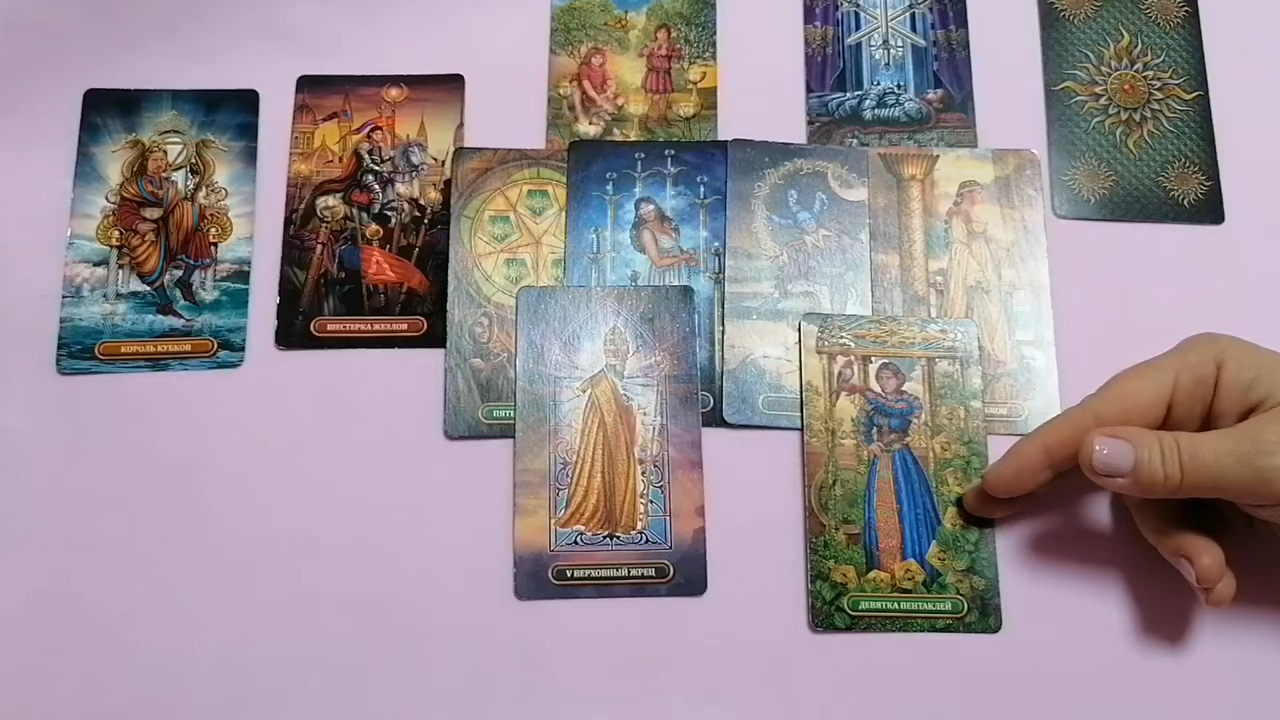 КОРОЛЬ КУБКОВ
ШЕСТЕРКА ЖЕЗЛОВ
V ВЕРХОВНЫЙ ЖРЕЦ
ДЕВЯТКА ПЕНТАКЛЕЙ